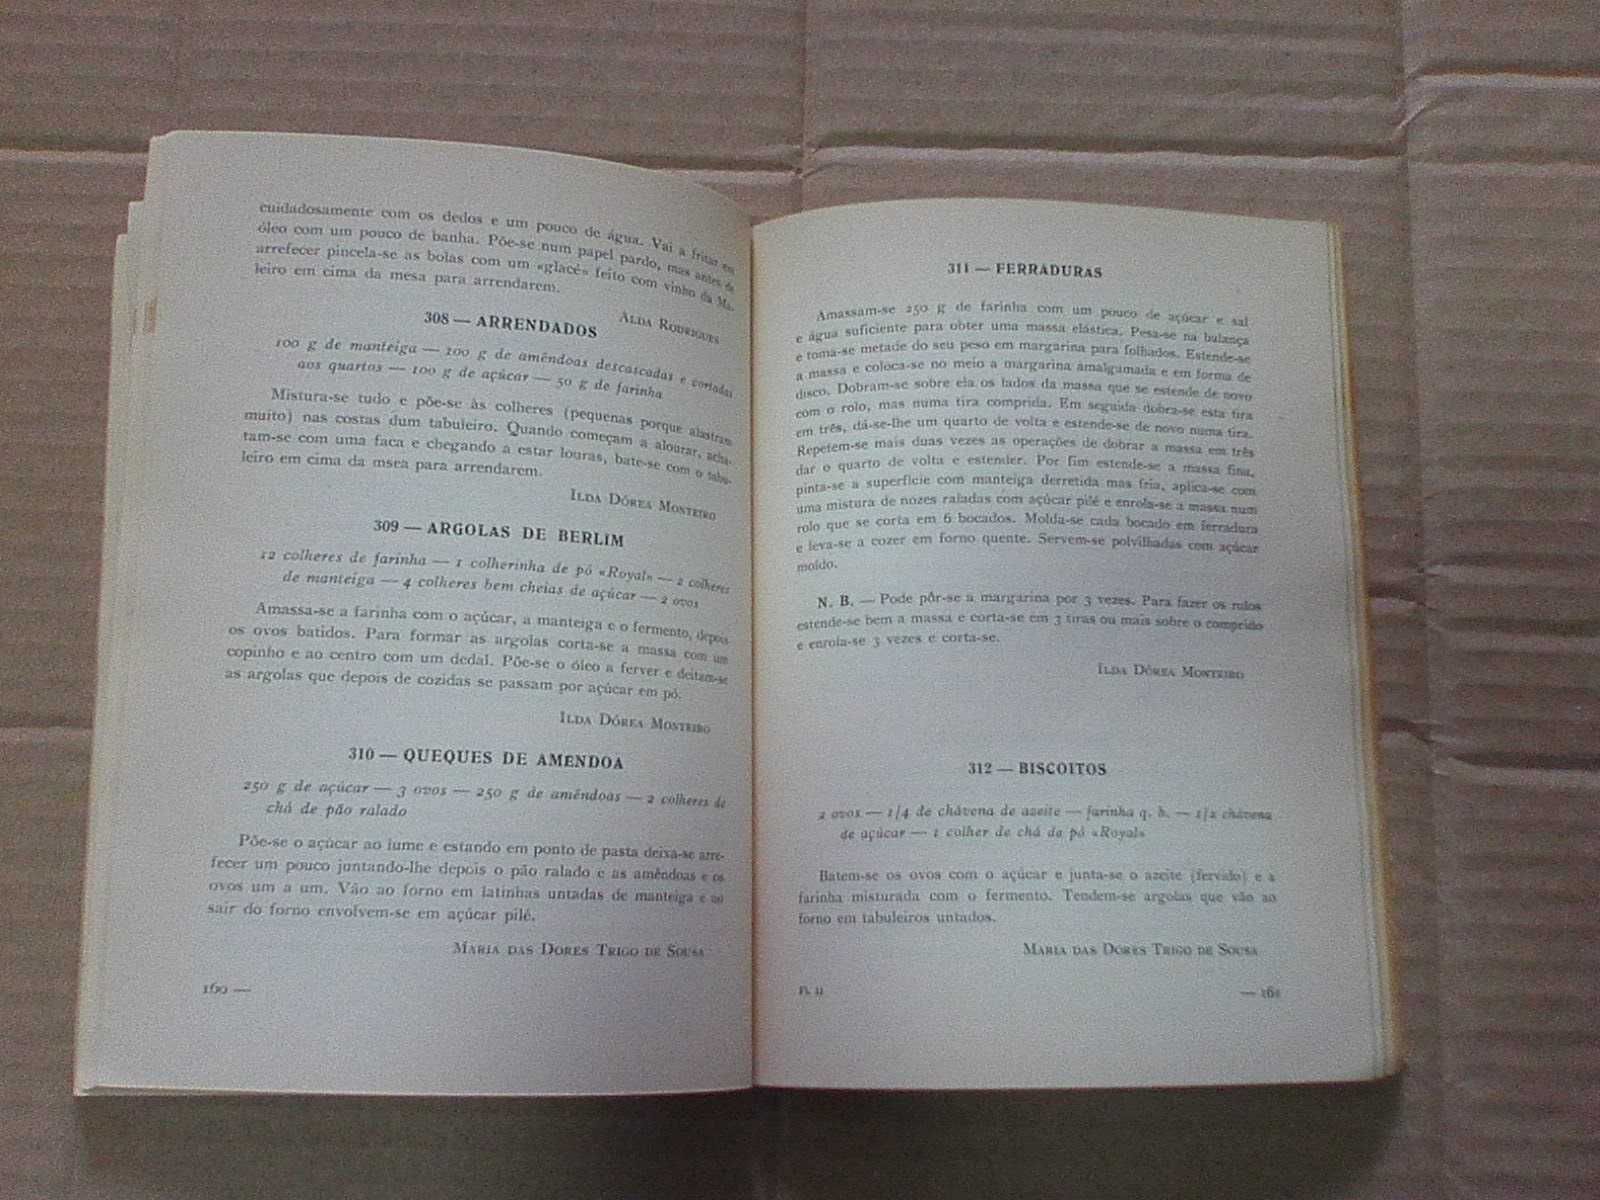 cuidadosamente com os dedos e um pouco de água. Vai a fritar em
óleo com um pouco de banha. Põe-se num papel pardo, mas antes de
arrefecer pincela-se as bolas com um «glacé» feito com vinho da Ma-
leiro em cima da mesa para arrendarem.
ALDA RODRIGUES
308 — ARRENDADOS
100 g de manteiga — 100 g de amêndoas descascadas e cortadas
aos quartos — 100 g de açúcar — 50 g de farinha
Mistura-se tudo e põe-se às colheres (pequenas porque alastram
muito) nas costas dum tabuleiro. Quando começam a alourar, acha-
tam-se com uma faca e chegando a estar louras, bate-se com o tabu-
leiro em cima da msea para arrendarem.
ILDA DÓREA MONTEIRO
309 — ARGOLAS DE BERLIM
12 colheres de farinha — 1 colherinha de pó «Royal» — 2 colheres
de manteiga — 4 colheres bem cheias de açúcar — 2 ovos
Amassa-se a farinha com o açúcar, a manteiga e o fermento, depois
os ovos batidos. Para formar as argolas corta-se a massa com um
copinho e ao centro com um dedal. Põe-se o óleo a ferver e deitam-se
as argolas que depois de cozidas se passam por açúcar em pó.
ILDA DÓREA MONTEIRO
310 — QUEQUES DE AMENDOA
250 g de açúcar — 3 ovos — 250 g de amêndoas — 2 colheres de
chá de pão ralado
Põe-se o açúcar ao lume e estando em ponto de pasta deixa-se arre-
fecer um pouco juntando-lhe depois o pão ralado e as amêndoas e os
ovos um a um. Vão ao forno em latinhas untadas de manteiga e ao
sair do forno envolvem-se em açúcar pilé.
MARIA DAS DORES TRIGO DE SOUSA
160 —
311 — FERRADURAS
Amassam-se 250 g de farinha com um pouco de açúcar e sal
e água suficiente para obter uma massa elástica. Pesa-se na balança
e toma-se metade do seu peso em margarina para folhados. Estende-se
a massa e coloca-se no meio a margarina amalgamada e em forma de
disco. Dobram-se sobre ela os lados da massa que se estende de novo
com o rolo, mas numa tira comprida. Em seguida dobra-se esta tira
em três, dá-se-lhe um quarto de volta e estende-se de novo numa tira.
Repetem-se mais duas vezes as operações de dobrar a massa em três
dar o quarto de volta e estender. Por fim estende-se a massa fina,
pinta-se a superfície com manteiga derretida mas fria, aplica-se com
uma mistura de nozes raladas com açúcar pilé e enrola-se a massa num
rolo que se corta em 6 bocados. Molda-se cada bocado em ferradura
e leva-se a cozer em forno quente. Servem-se polvilhadas com açúcar
moído.
N. B. — Pode pôr-se a margarina por 3 vezes. Para fazer os rolos
estende-se bem a massa e corta-se em 3 tiras ou mais sobre o comprido
e enrola-se 3 vezes e corta-se.
ILDA DÓREA MONTEIRO
312 — BISCOITOS
2 ovos — 1/4 de chávena de azeite — farinha q. b. — 1/2 chávena
de açúcar — 1 colher de chá de pó «Royal»
Batem-se os ovos com o açúcar e junta-se o azeite (fervido) e a
farinha misturada com o fermento. Tendem-se argolas que vão ao
forno em tabuleiros untados.
MARIA DAS DORES TRIGO DE SOUSA
11
— 161